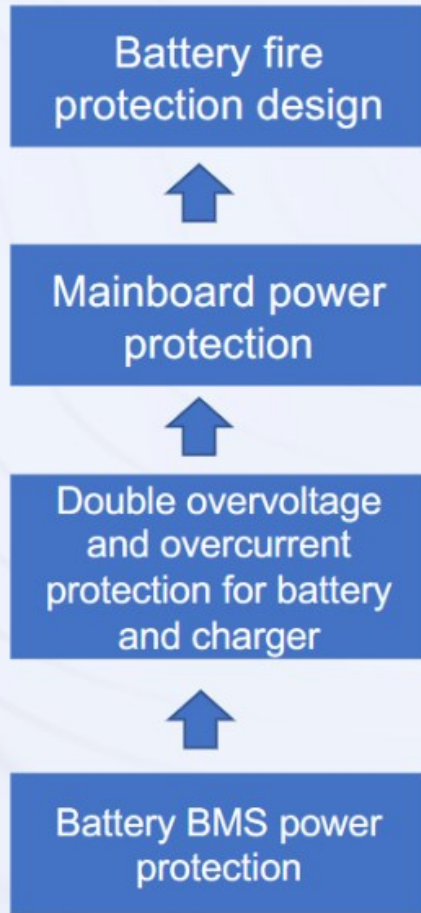 Battery fire
protection design
Mainboard power
protection
Double overvoltage
and overcurrent
protection for battery
and charger
Battery BMS power
protection